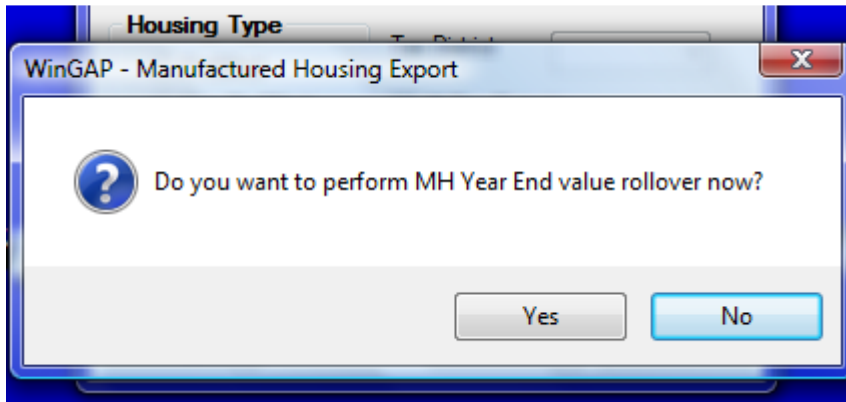 Housing Type
WinGAP - Manufactured Housing Export
Do you want to perform MH Year End value rollover now?
Yes
No